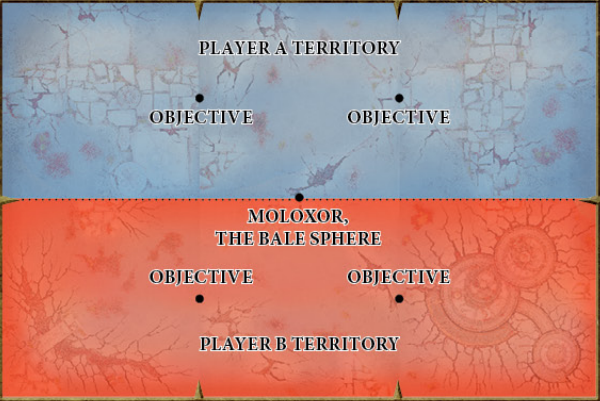 PLAYER A TERRITORY
OBJECTIVE OBJECTIVE
MOLOXOR,
THE BALE SPHERE
OBJECTIVE OBJECTIVE
PLAYER B TERRITORY